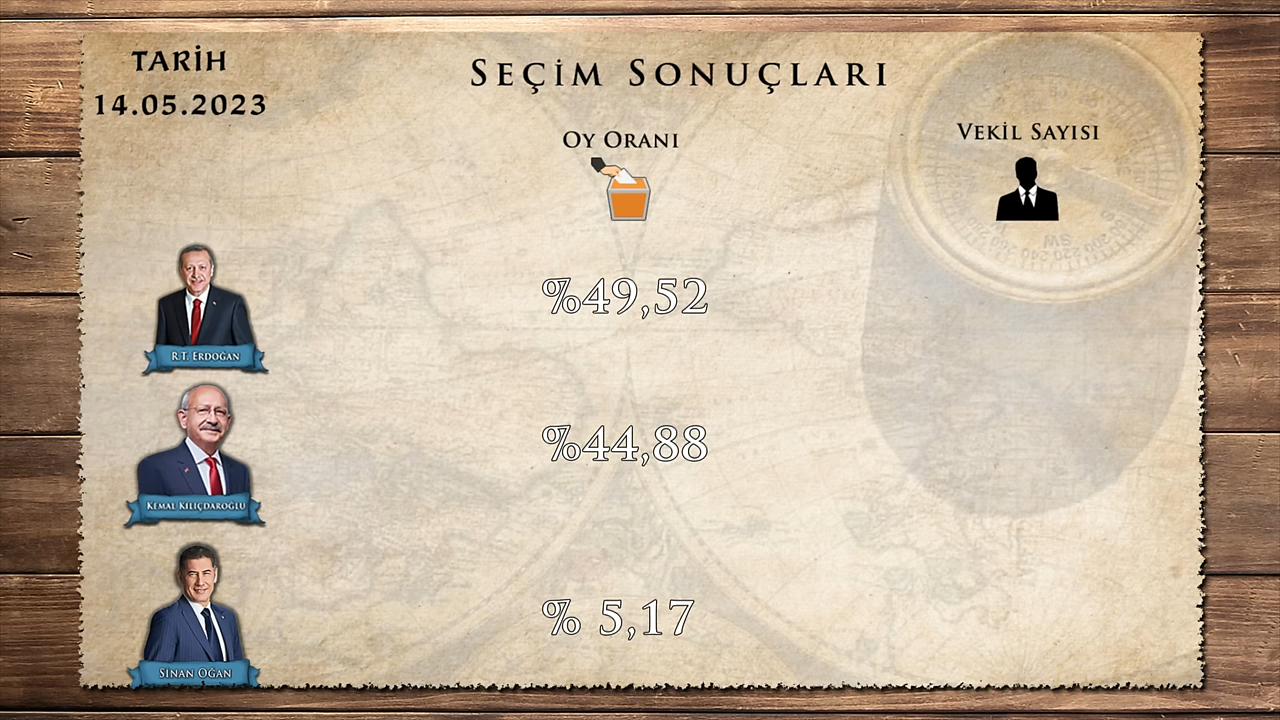 TARİH
14.05.2023
SEÇİM SONUÇLARI
OY ORANI
VEKİL SAYISI
%49,52
R.T. ERDOĞAN
%44,88
KEMAL KILIÇDAROĞLU
% 5,17
SİNAN OĞAN